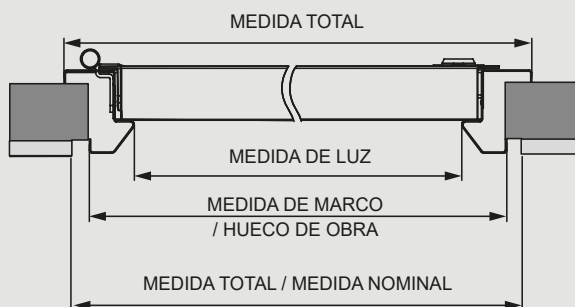 MEDIDA TOTAL
MEDIDA DE LUZ
MEDIDA DE MARCO
/ HUECO DE OBRA
MEDIDA TOTAL / MEDIDA NOMINAL